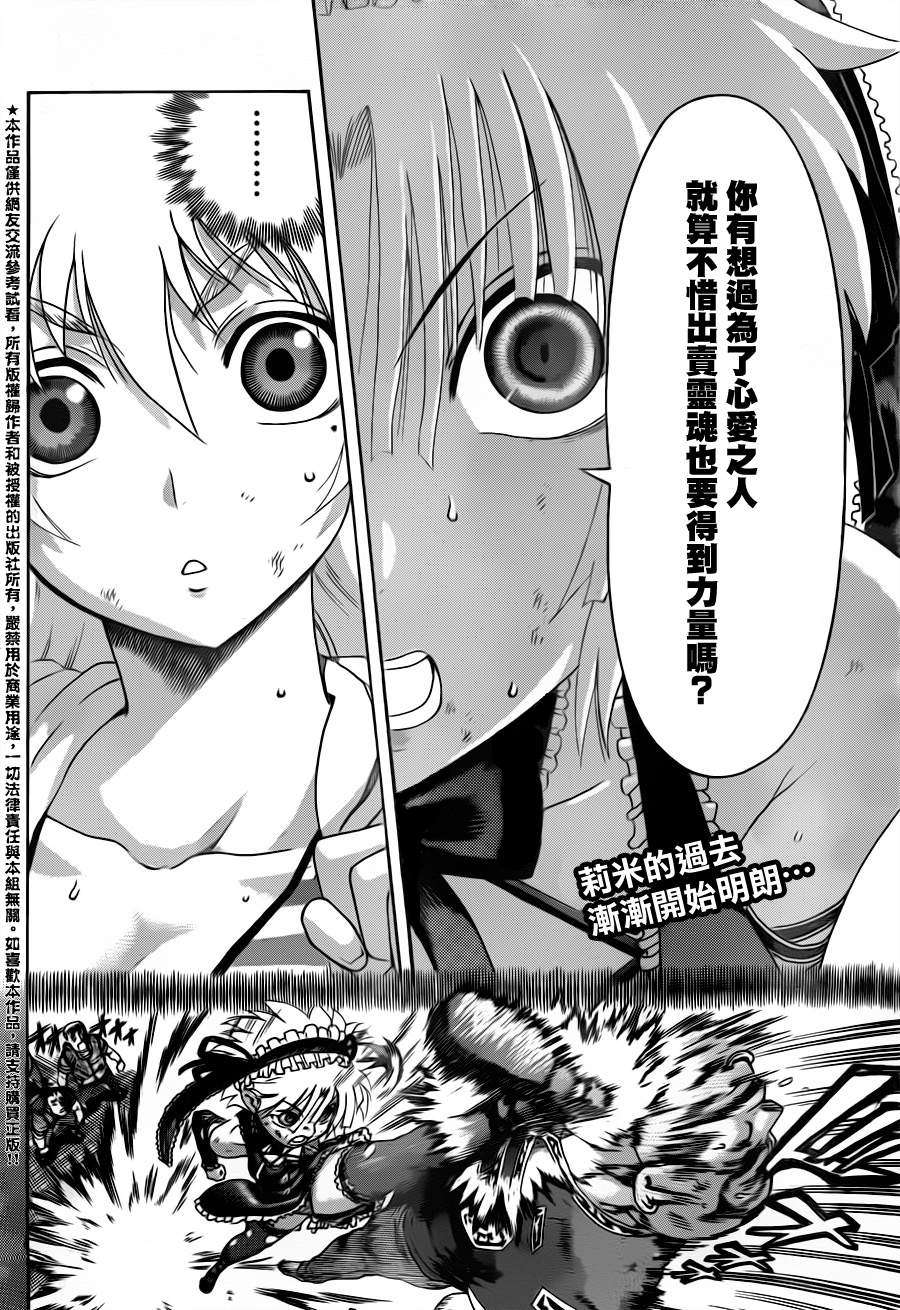 你有想過為了心愛之人
就算不惜出賣靈魂也要得到力量嗎？
………
莉米的過去
漸漸開始明朗…
★本作品僅供網友交流參考試看，所有版權歸作者和被授權的出版社所有，嚴禁用於商業用途，一切法律責任與本組無關。如喜歡本作品，請支持購買正版!!